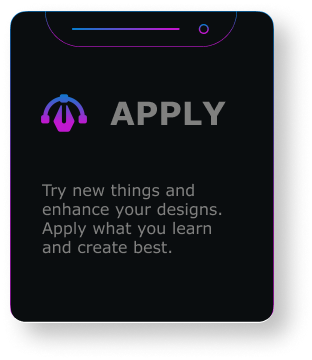 APPLY
Try new things and
enhance your designs.
Apply what you learn
and create best.